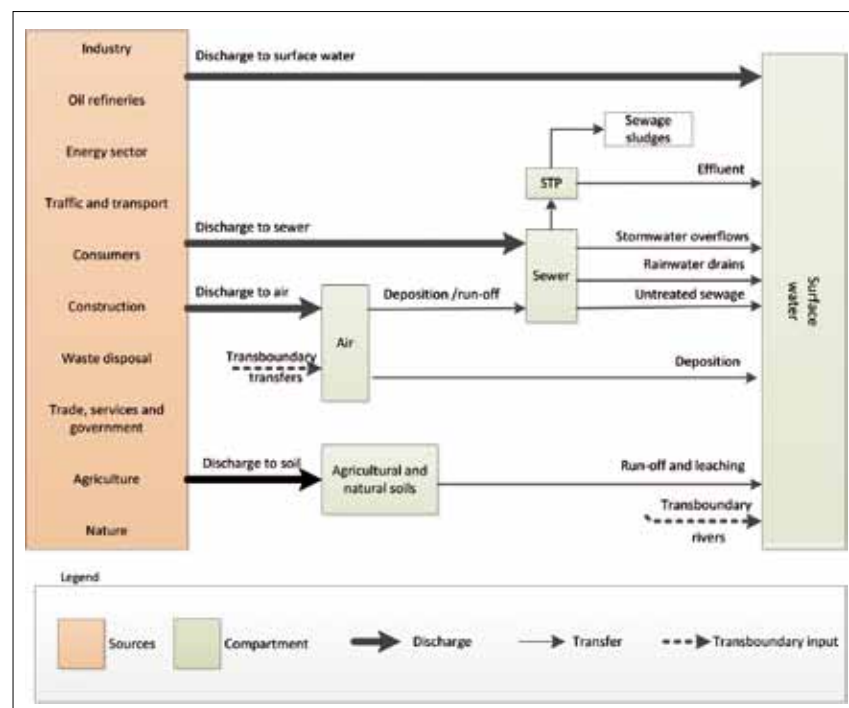 Industry
Oil refineries
Energy sector
Traffic and transport
Consumers
Construction
Waste disposal
Trade, services and
government
Agriculture
Nature
Discharge to surface water
Sewage
sludges
STP
Effluent
Discharge to sewer
Sewer
Stormwater overflows
Rainwater drains
Untreated sewage
Discharge to air
Deposition /run-off
Air
Transboundary
transfers
Deposition
Discharge to soil
Agricultural and
natural soils
Run-off and leaching
Transboundary
rivers
Surface
water
Legend
Sources
Compartment
Discharge
Transfer
Transboundary input